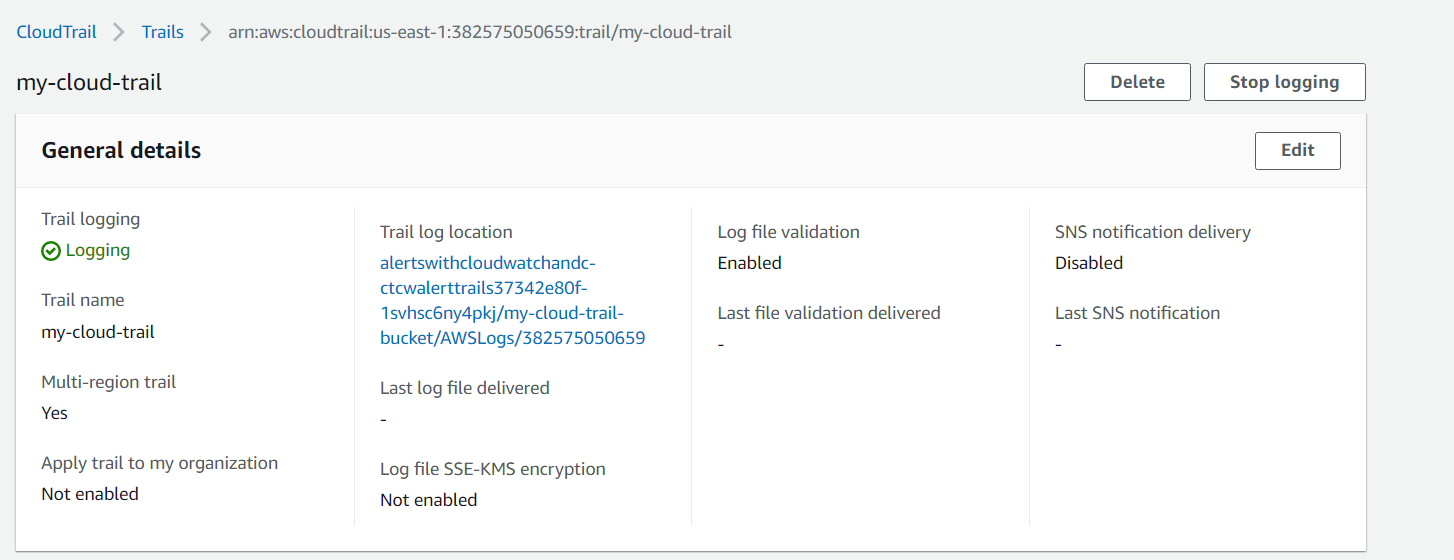 CloudTrail > Trails > arn:aws:cloudtrail:us-east-1:382575050659:trail/my-cloud-trail
my-cloud-trail
Delete
Stop logging
General details
Edit
Trail logging
Logging
Trail name
my-cloud-trail
Multi-region trail
Yes
Apply trail to my organization
Not enabled
Trail log location
alertswithcloudwatchandc-
ctcwalerttrails37342e80f-
1svhsc6ny4pkj/my-cloud-trail-
bucket/AWSLogs/382575050659
Last log file delivered
-
Log file SSE-KMS encryption
Not enabled
Log file validation
Enabled
Last file validation delivered
-
SNS notification delivery
Disabled
Last SNS notification
-